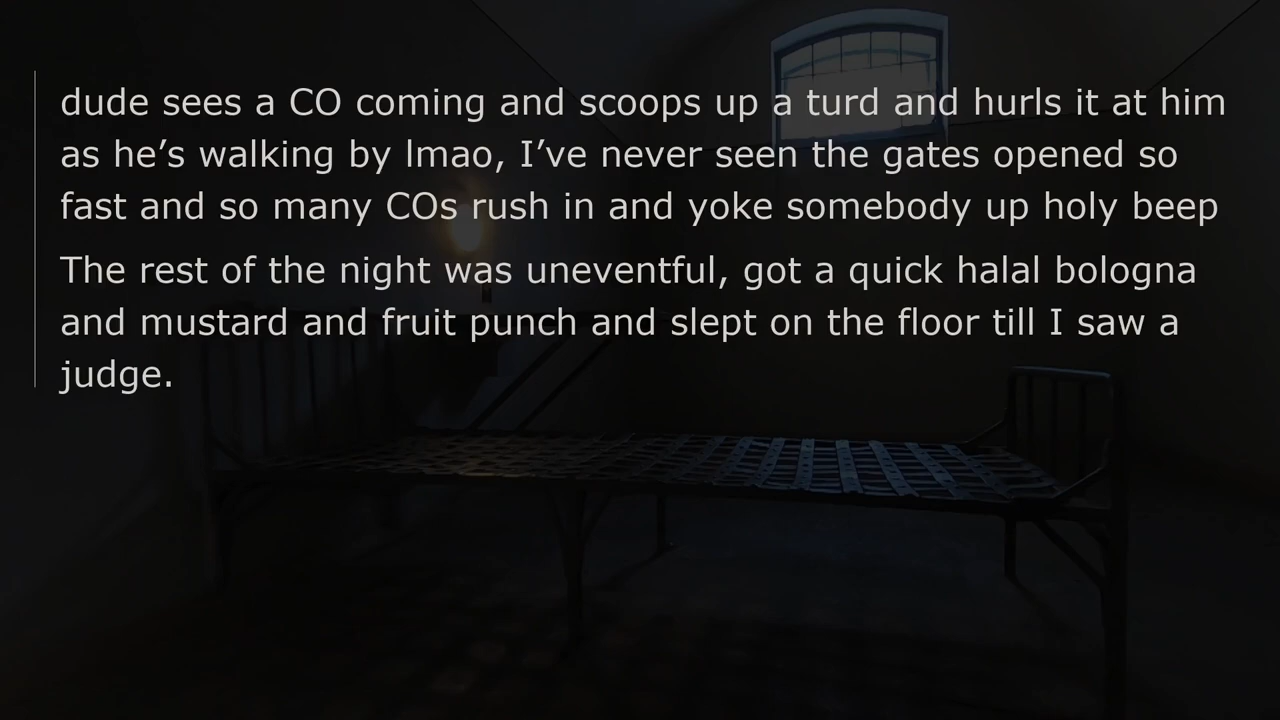 dude sees a CO coming and scoops up a turd and hurls it at him
as he’s walking by lmao, I’ve never seen the gates opened so
fast and so many COs rush in and yoke somebody up holy beep
The rest of the night was uneventful, got a quick halal bologna
and mustard and fruit punch and slept on the floor till I saw a
judge.